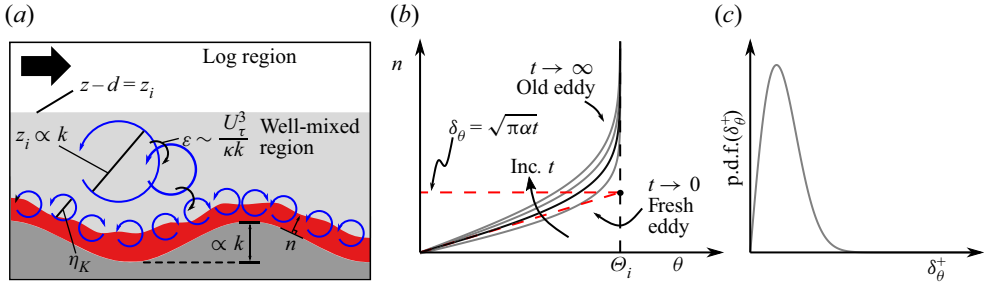 (a)
Log region
z – d = z_i
z_i ∝ k
ε ~ U_τ^3 / κk
Well-mixed
region
∝ k
n
η_K
(b)
n
t → ∞
Old eddy
δ_θ = √παt
Inc. t
t → 0
Fresh
eddy
Θ_i
θ
(c)
p.d.f.(δ_θ^+)
δ_θ^+